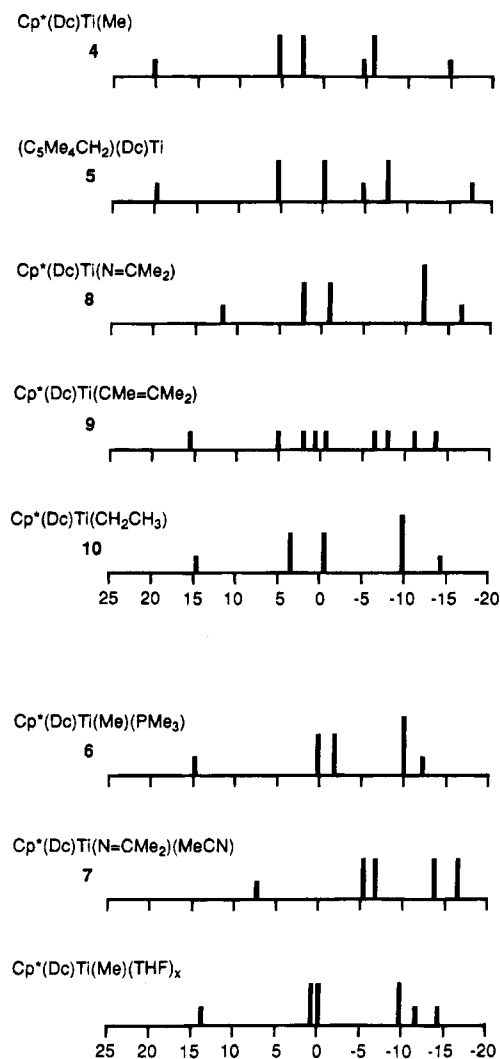 Cp*(Dc)Ti(Me)
4
(C₅Me₄CH₂)(Dc)Ti
5
Cp*(Dc)Ti(N=CMe₂)
8
Cp*(Dc)Ti(CMe=CMe₂)
9
Cp*(Dc)Ti(CH₂CH₃)
10
25 20 15 10 5 0 -5 -10 -15 -20
Cp*(Dc)Ti(Me)(PMe₃)
6
Cp*(Dc)Ti(N=CMe₂)(MeCN)
7
Cp*(Dc)Ti(Me)(THF)ₓ
25 20 15 10 5 0 -5 -10 -15 -20